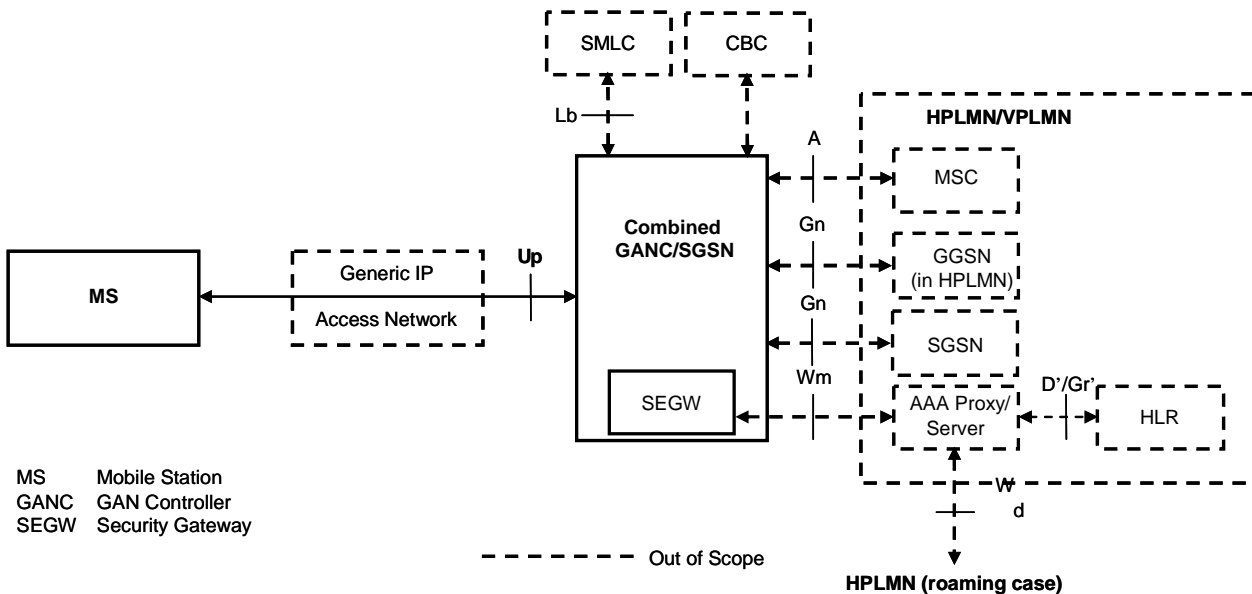 SMLC
CBC
Lb
HPLMN/VPLMN
A
MSC
Combined
GANC/SGSN
Gn
GGSN
(in HPLMN)
Up
Generic IP
MS
Access Network
Gn
SGSN
Wm
D’/Gr’
SEGW
AAA Proxy/
Server
HLR
MS Mobile Station
GANC GAN Controller
SEGW Security Gateway
W
d
Out of Scope
HPLMN (roaming case)